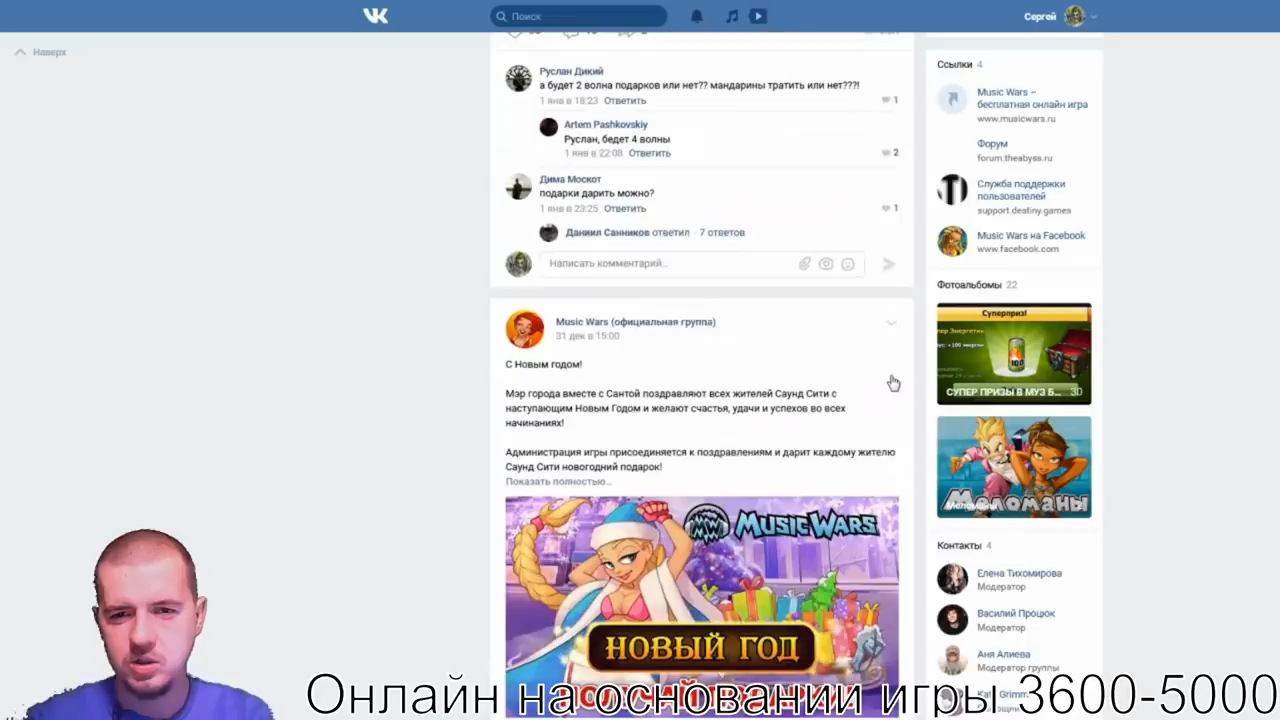 Поиск
Сергей
Наверх
Руслан Дикий
а будет 2 волна подарков или нет?? мандарины тратить или нет???!
1 янв в 18:23 Ответить
1
Artem Pashkovskiy
Руслан, бедет 4 волны
1 янв в 22:08 Ответить
2
Дима Москот
подарки дарить можно?
1 янв в 23:25 Ответить
1
Даниил Санников ответил · 7 ответов
Написать комментарий...
Music Wars (официальная группа)
31 дек в 15:00
С Новым годом!
Мэр города вместе с Сантой поздравляют всех жителей Саунд Сити с
наступающим Новым Годом и желают счастья, удачи и успехов во всех
начинаниях!
Администрация игры присоединяется к поздравлениям и дарит каждому жителю
Саунд Сити новогодний подарок!
Показать полностью...
MUSICWARS
НОВЫЙ ГОД
Ссылки 4
Music Wars –
бесплатная онлайн игра
www.musicwars.ru
Форум
forum.theabyss.ru
Служба поддержки
пользователей
support.destiny.games
Music Wars на Facebook
www.facebook.com
Фотоальбомы 22
Суперприз!
СУПЕР ПРИЗЫ В МУЗ Б... 30
Меломаны
Меломаны
Контакты 4
Елена Тихомирова
Модератор
Василий Процюк
Модератор
Аня Алиева
Модератор группы
Онлайн на основании игры 3600-5000